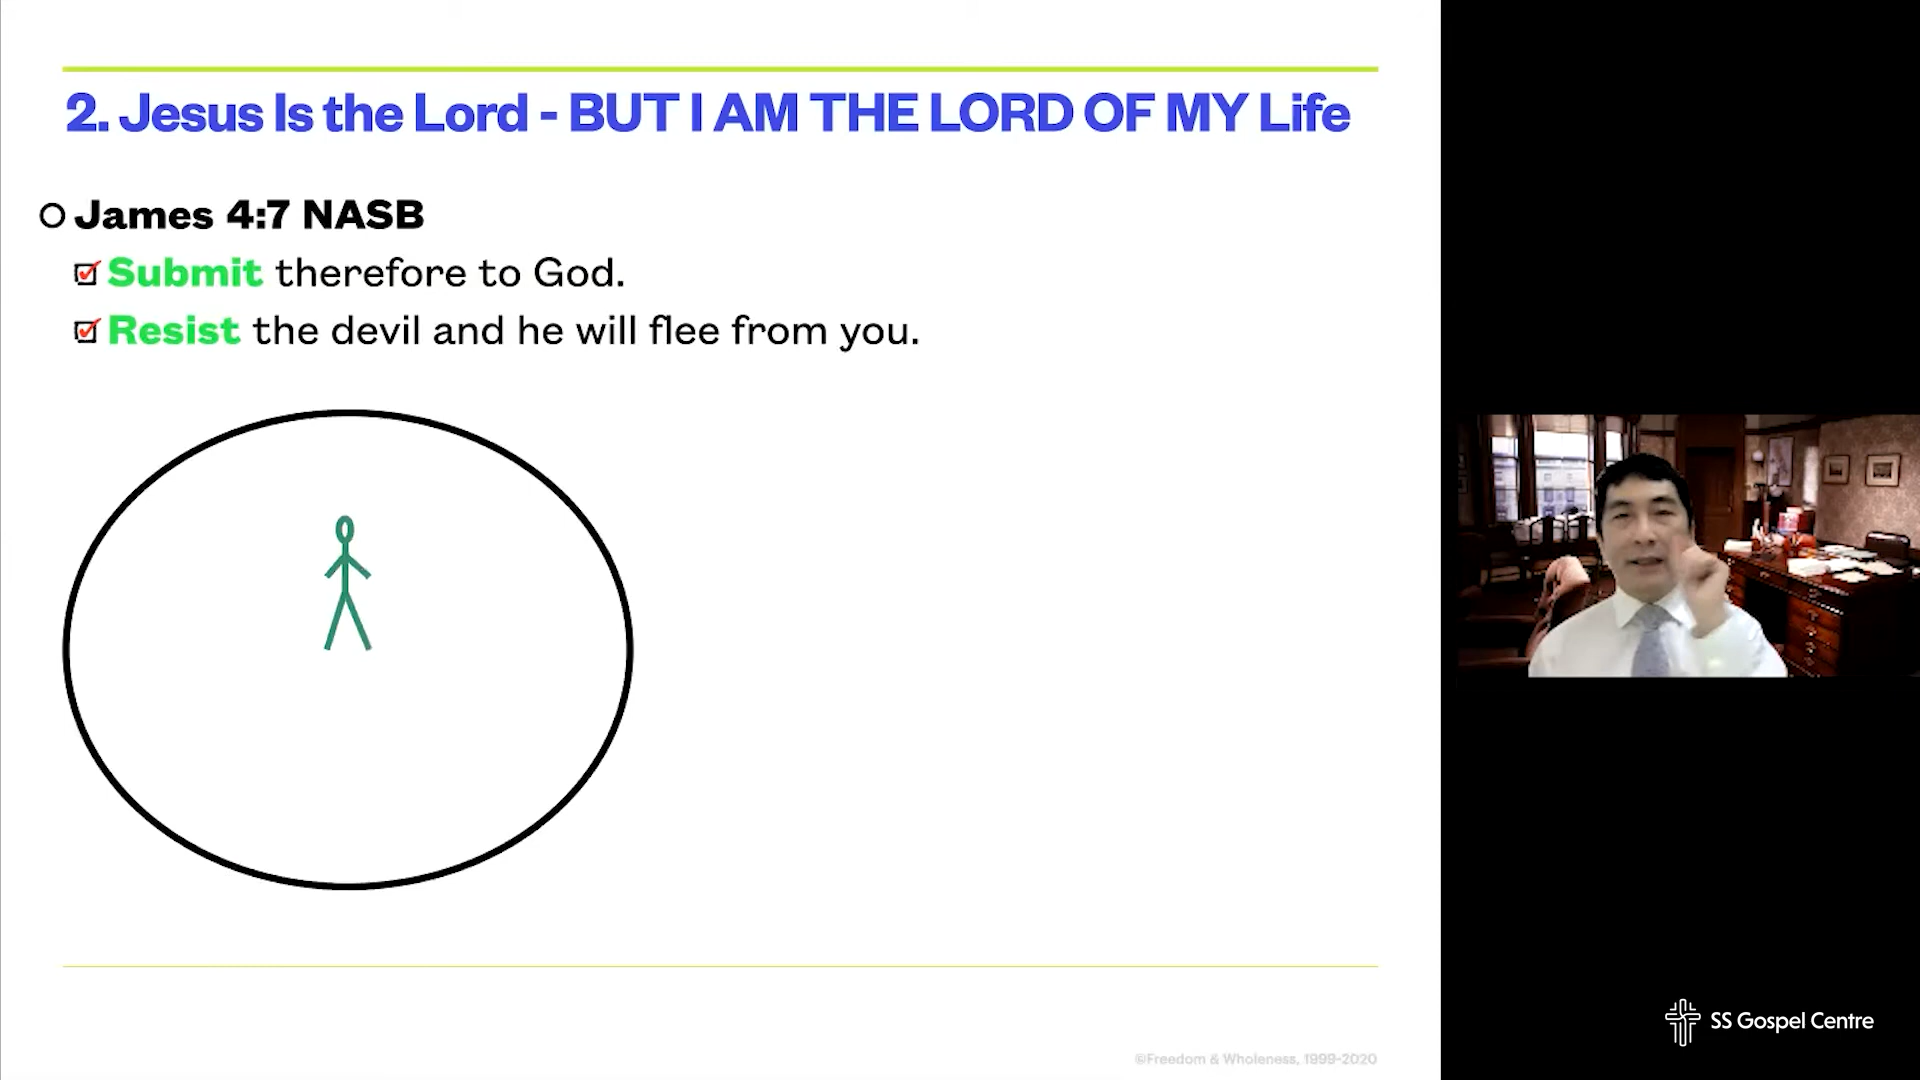 2. Jesus Is the Lord - BUT I AM THE LORD OF MY Life
James 4:7 NASB
Submit therefore to God.
Resist the devil and he will flee from you.
SS Gospel Centre
©Freedom & Wholeness, 1999-2020